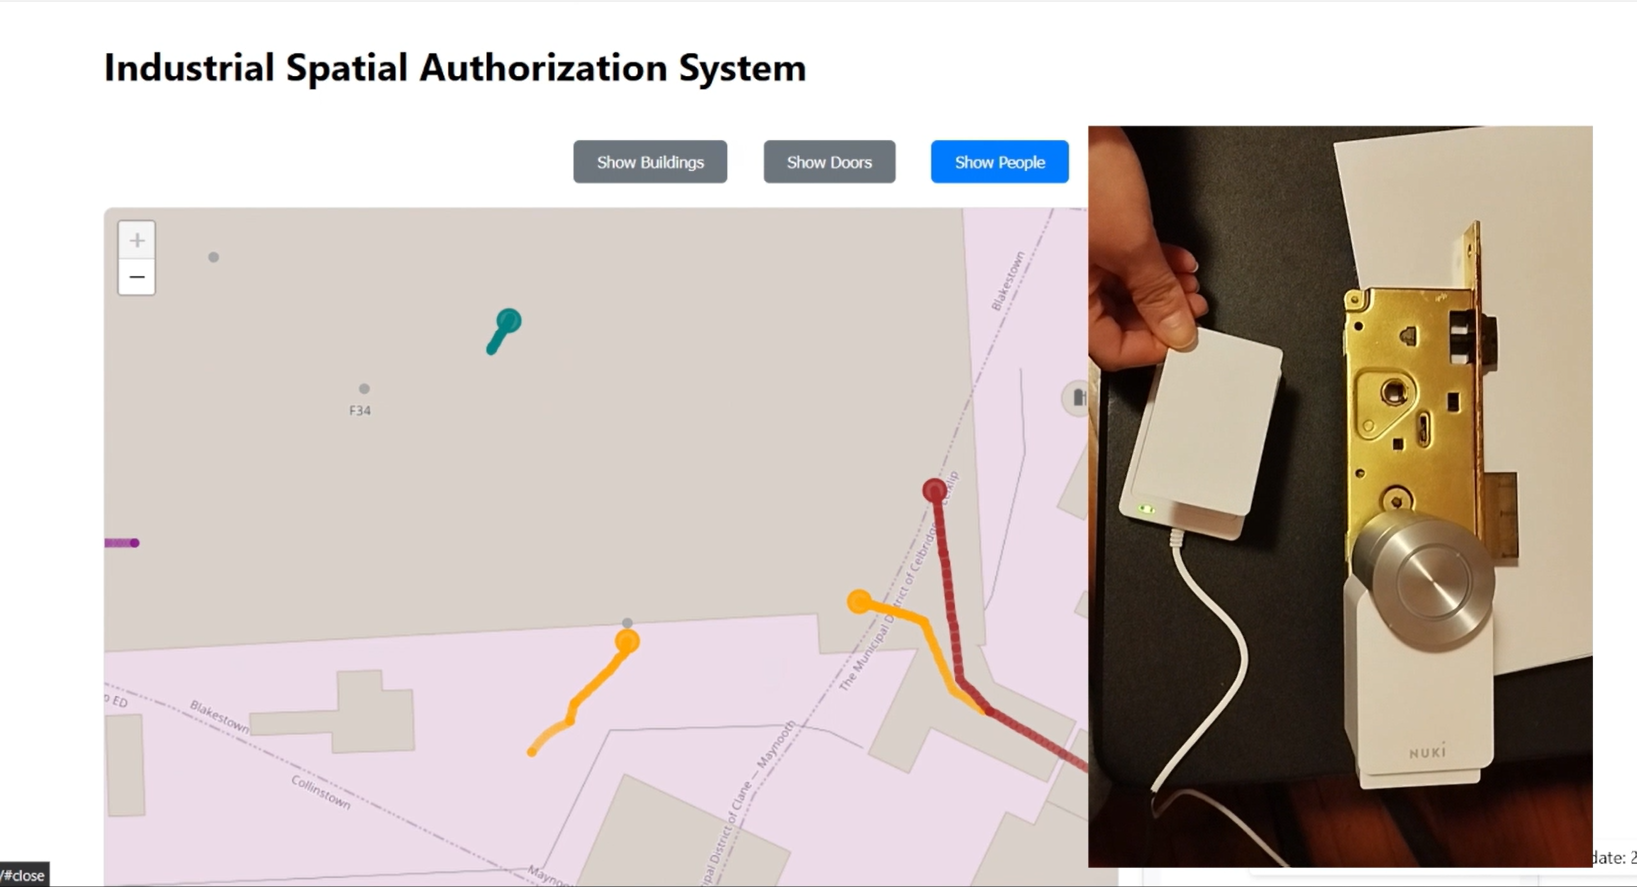 Industrial Spatial Authorization System
Show Buildings
Show Doors
Show People
+
−
Blakestown
F34
The Municipal District of Celbridge
ED
Blakestown
Collinstown
Clane — Maynooth
District of
NUKI
date: 2
/#close